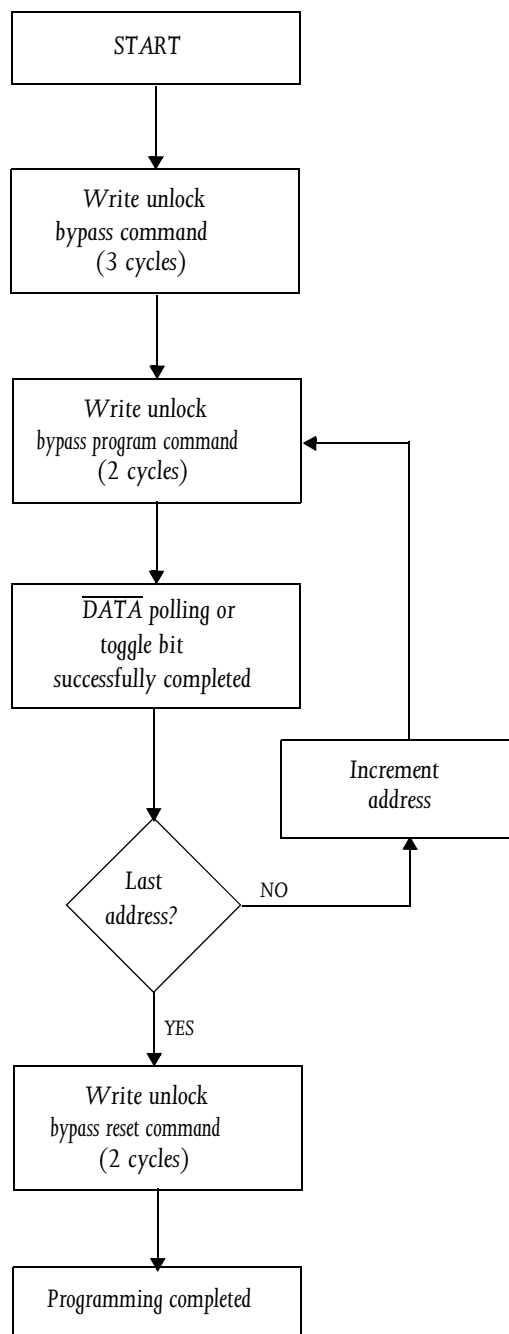 START
Write unlock
bypass command
(3 cycles)
Write unlock
bypass program command
(2 cycles)
D̅A̅T̅A̅ polling or
toggle bit
successfully completed
Increment
address
Last
address?
NO
YES
Write unlock
bypass reset command
(2 cycles)
Programming completed